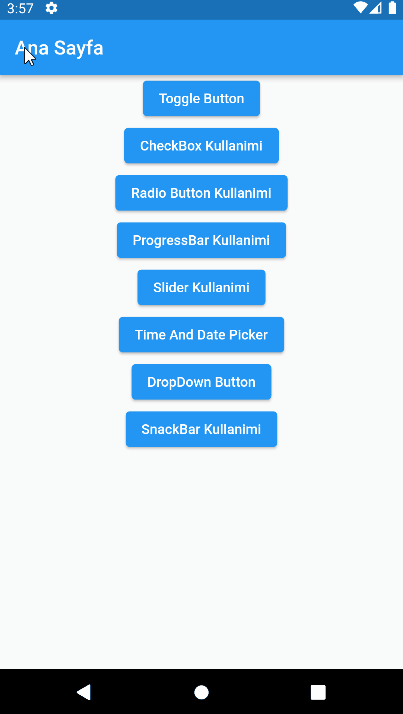 3:57
Ana Sayfa
Toggle Button
CheckBox Kullanimi
Radio Button Kullanimi
ProgressBar Kullanimi
Slider Kullanimi
Time And Date Picker
DropDown Button
SnackBar Kullanimi